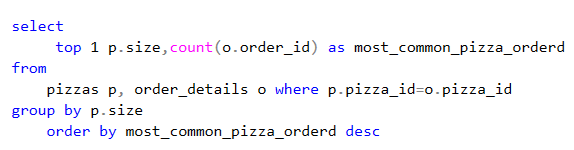 select
top 1 p.size,count(o.order_id) as most_common_pizza_orderd
from
pizzas p, order_details o where p.pizza_id=o.pizza_id
group by p.size
order by most_common_pizza_orderd desc